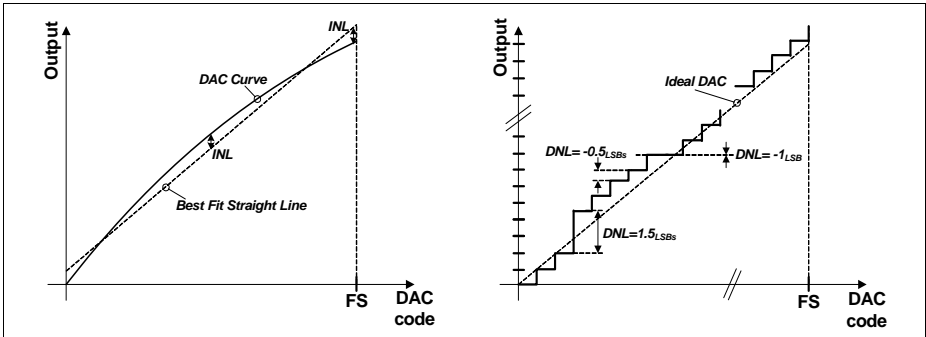 Output
INL
DAC Curve
INL
Best Fit Straight Line
FS
DAC
code
Output
Ideal DAC
DNL= -0.5LSBs
DNL= -1LSB
DNL=1.5LSBs
FS
DAC
code